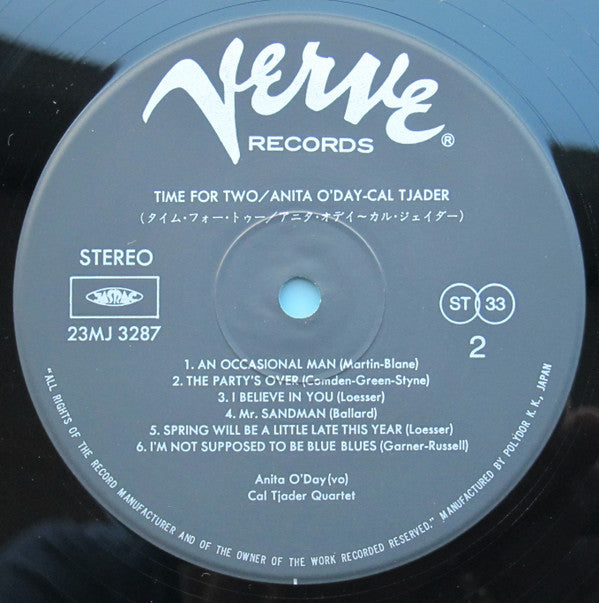 Verve®
RECORDS
TIME FOR TWO/ANITA O'DAY-CAL TJADER
(タイム・フォー・トゥー/アニタ・オデイ〜カル・ジェイダー)
STEREO
JASRAC
23MJ 3287
ST 33
2
1. AN OCCASIONAL MAN (Martin-Blane)
2. THE PARTY'S OVER (Comden-Green-Styne)
3. I BELIEVE IN YOU (Loesser)
4. Mr. SANDMAN (Ballard)
5. SPRING WILL BE A LITTLE LATE THIS YEAR (Loesser)
6. I'M NOT SUPPOSED TO BE BLUE BLUES (Garner-Russell)
Anita O'Day(vo)
Cal Tjader Quartet
"ALL RIGHTS OF THE RECORD MANUFACTURER AND OF THE OWNER OF THE WORK RECORDED RESERVED." MANUFACTURED BY POLYDOR K. K., JAPAN